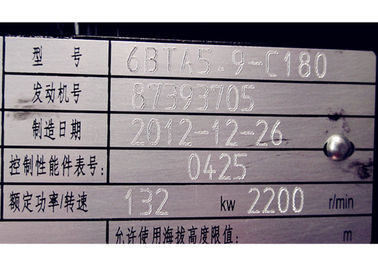 型 号 6BTA5.9-C180
发动机号 87393705
制造日期 2012-12-26
控制性能件表号: 0425
额定功率/转速 132 kw 2200 r/min
允许使用海拔高度限值: m